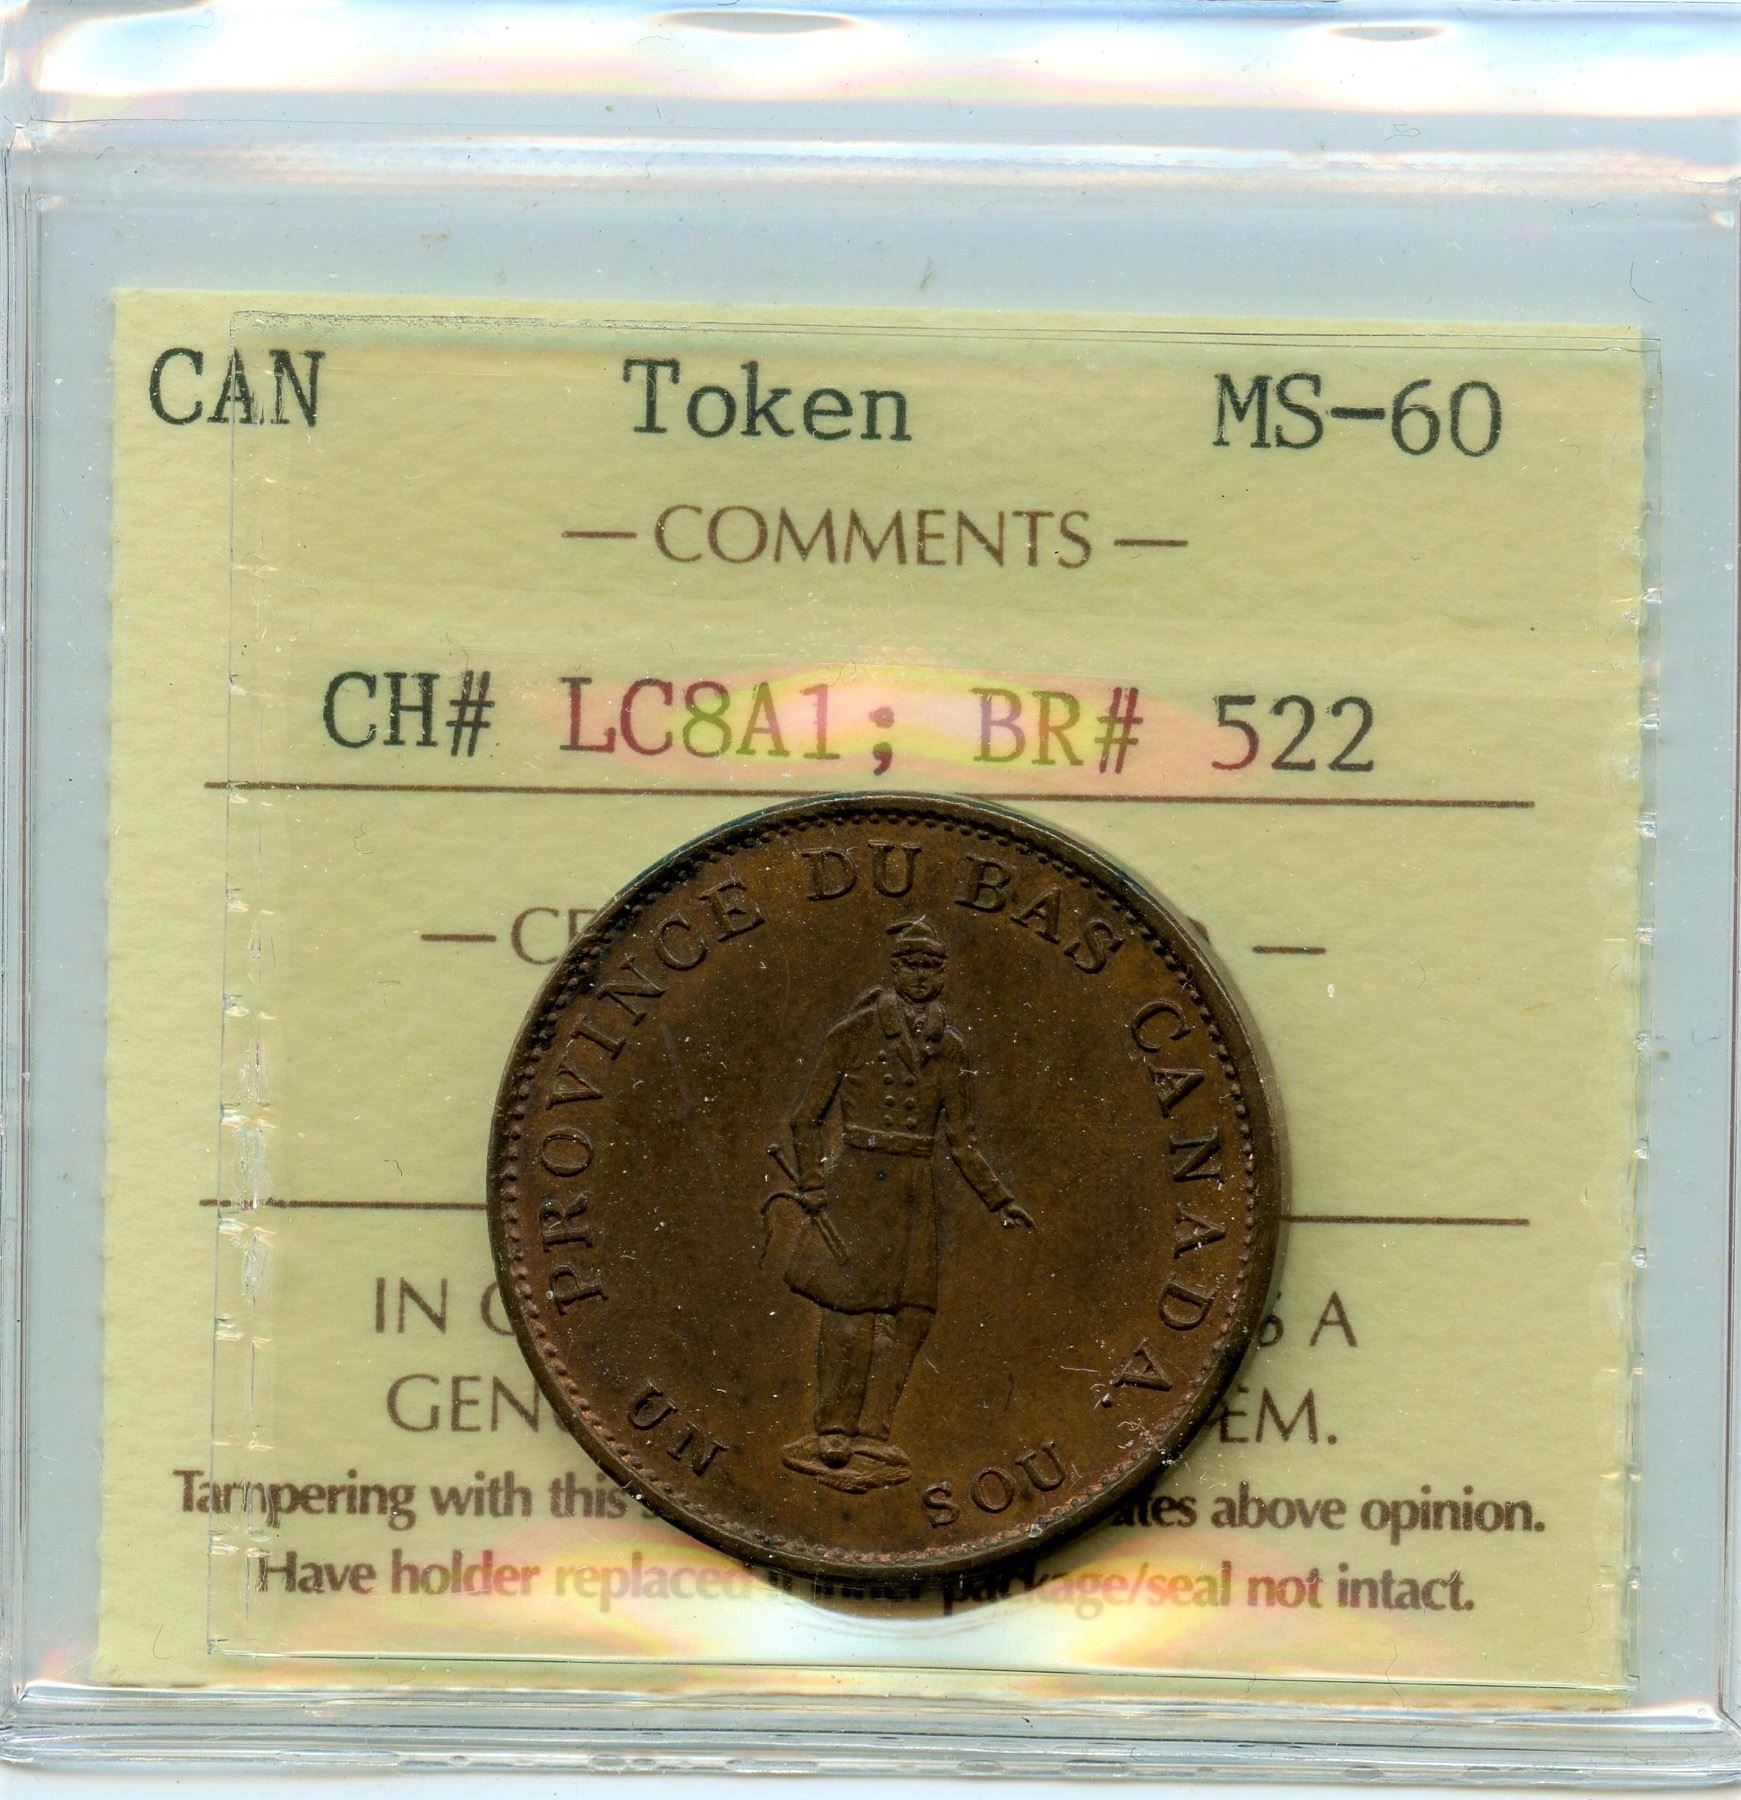 CAN Token MS-60
— COMMENTS —
CH# LC8A1; BR# 522
PROVINCE DU BAS CANADA.
UN SOU
IN A
GEN EM.
Tampering with this above opinion.
Have holder replaced package/seal not intact.